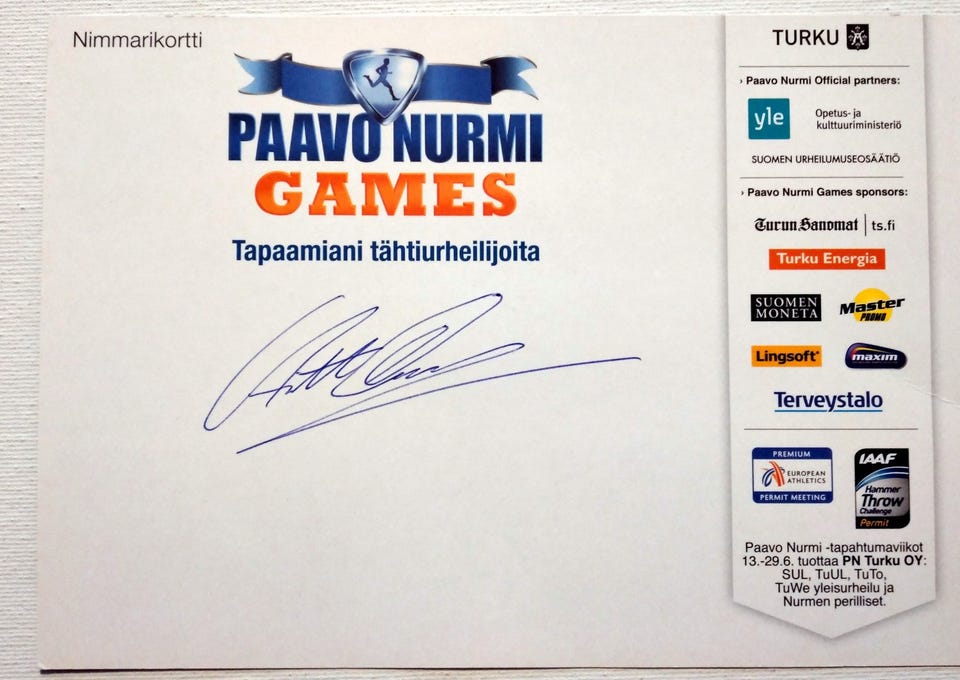 Nimmarikortti
PAAVO NURMI
GAMES
Tapaamiani tähtiurheilijoita
TURKU
› Paavo Nurmi Official partners:
yle
Opetus- ja
kulttuuriministeriö
SUOMEN URHEILUMUSEOSÄÄTIÖ
› Paavo Nurmi Games sponsors:
Turun Sanomat | ts.fi
Turku Energia
SUOMEN
MONETA
Master
PROMO
Lingsoft
maxim
Terveystalo
PREMIUM
EUROPEAN
ATHLETICS
PERMIT MEETING
IAAF
Hammer
Throw
Challenge
Permit
Paavo Nurmi -tapahtumaviikot
13.-29.6. tuottaa PN Turku OY:
SUL, TuUL, TuTo,
TuWe yleisurheilu ja
Nurmen perilliset.